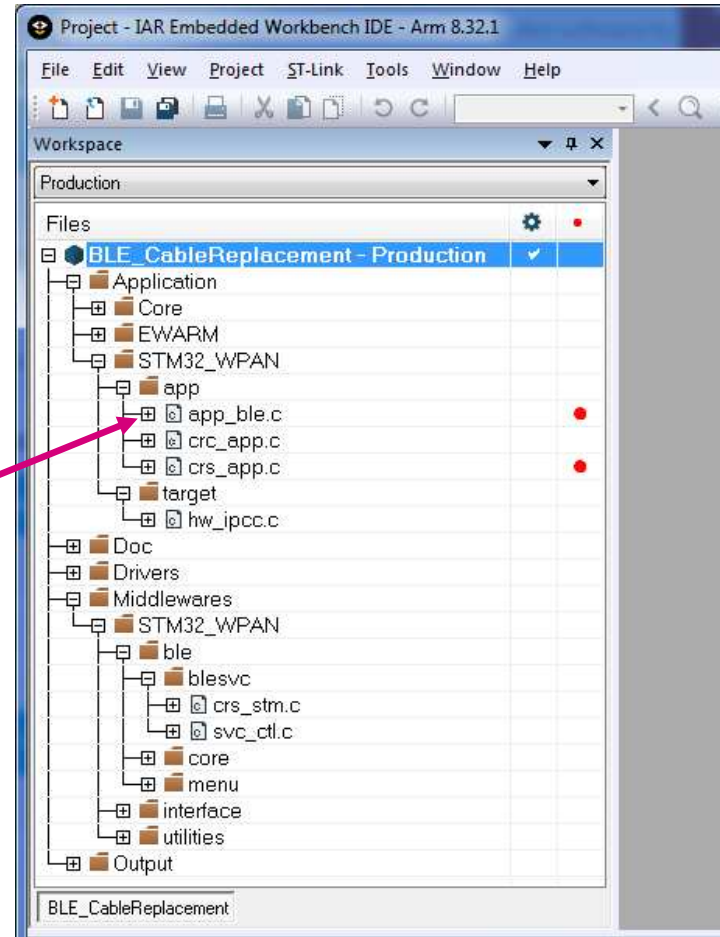 Project - IAR Embedded Workbench IDE - Arm 8.32.1
File Edit View Project ST-Link Tools Window Help
Workspace
Production
Files
BLE_CableReplacement - Production
Application
Core
EWARM
STM32_WPAN
app
app_ble.c
crc_app.c
crs_app.c
target
hw_ipcc.c
Doc
Drivers
Middlewares
STM32_WPAN
ble
blesvc
crs_stm.c
svc_ctl.c
core
menu
interface
utilities
Output
BLE_CableReplacement